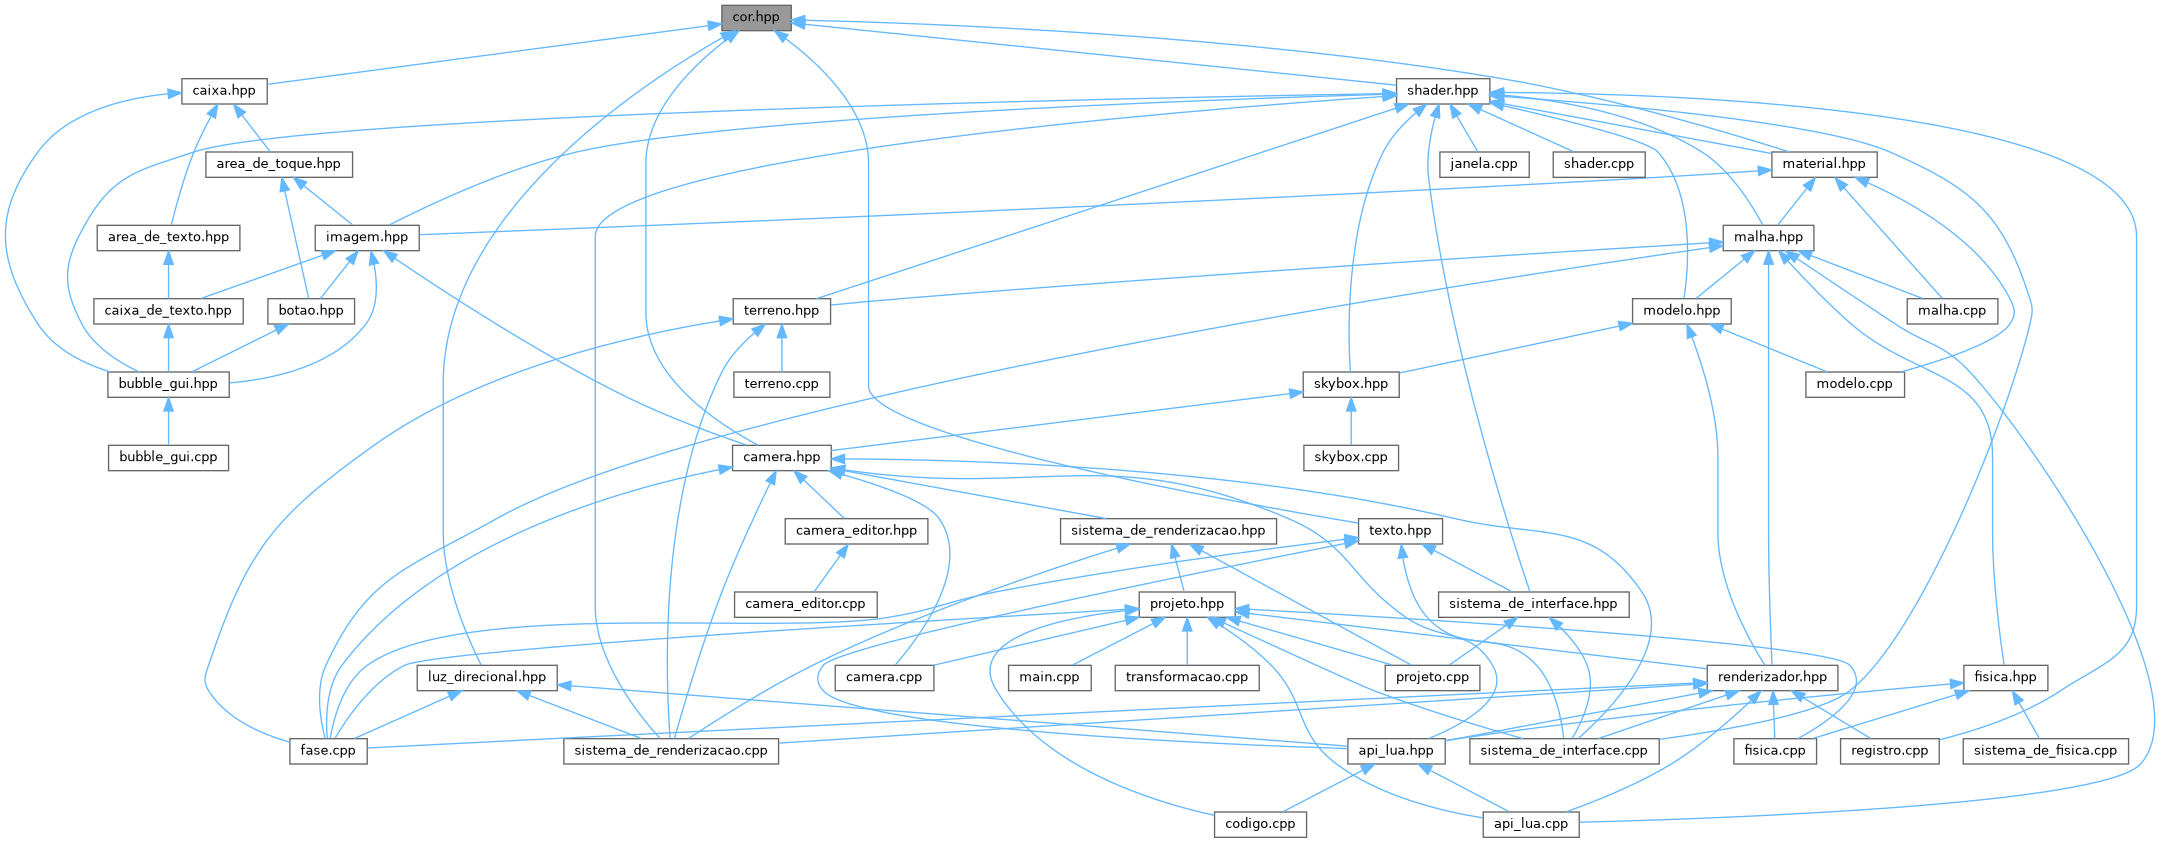 cor.hpp
caixa.hpp
shader.hpp
area_de_toque.hpp
janela.cpp
shader.cpp
material.hpp
area_de_texto.hpp
imagem.hpp
malha.hpp
caixa_de_texto.hpp
botao.hpp
terreno.hpp
modelo.hpp
malha.cpp
bubble_gui.hpp
terreno.cpp
skybox.hpp
modelo.cpp
bubble_gui.cpp
camera.hpp
skybox.cpp
camera_editor.hpp
sistema_de_renderizacao.hpp
texto.hpp
camera_editor.cpp
projeto.hpp
sistema_de_interface.hpp
luz_direcional.hpp
camera.cpp
main.cpp
transformacao.cpp
projeto.cpp
renderizador.hpp
fisica.hpp
fase.cpp
sistema_de_renderizacao.cpp
api_lua.hpp
sistema_de_interface.cpp
fisica.cpp
registro.cpp
sistema_de_fisica.cpp
codigo.cpp
api_lua.cpp